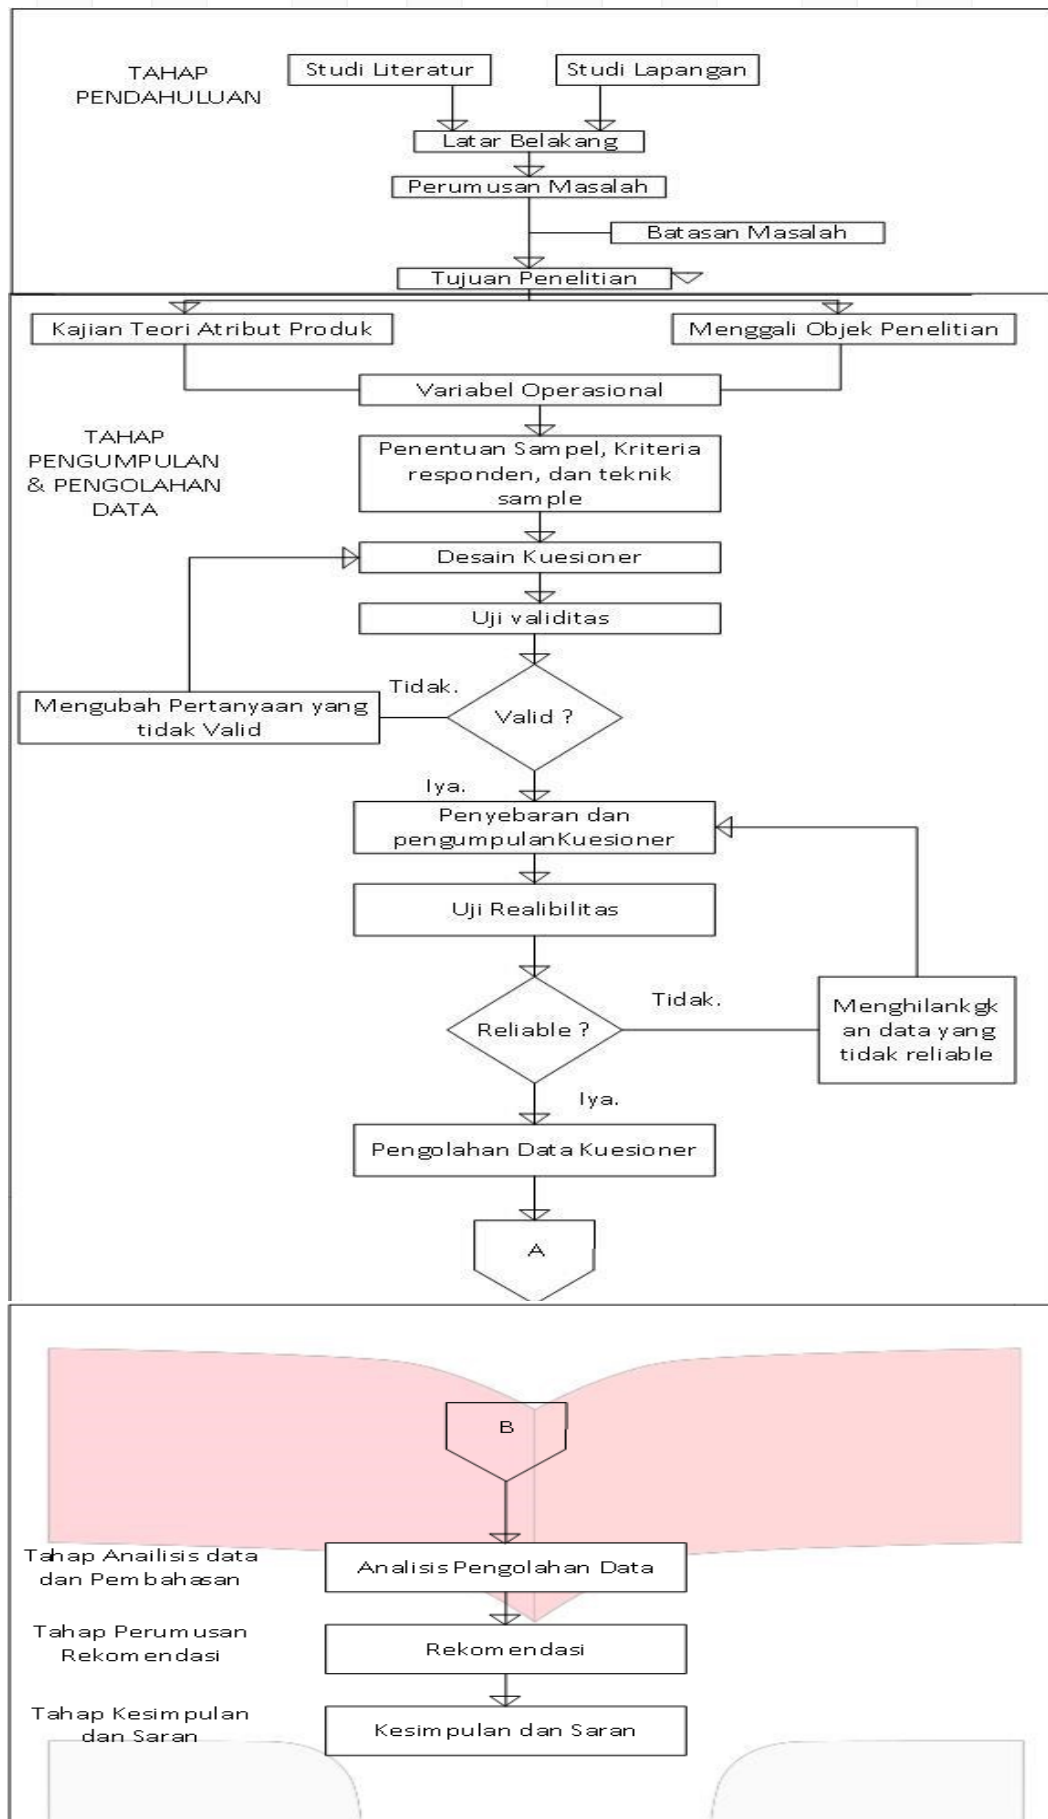 TAHAP
PENDAHULUAN
Studi Literatur
Studi Lapangan
Latar Belakang
Perumusan Masalah
Batasan Masalah
Tujuan Penelitian
Kajian Teori Atribut Produk
Menggali Objek Penelitian
Variabel Operasional
TAHAP
PENGUMPULAN
& PENGOLAHAN
DATA
Penentuan Sampel, Kriteria
responden, dan teknik
sample
Desain Kuesioner
Uji validitas
Tidak.
Mengubah Pertanyaan yang
tidak Valid
Valid ?
Iya.
Penyebaran dan
pengumpulanKuesioner
Uji Realibilitas
Reliable ?
Tidak.
Menghilankgk
an data yang
tidak reliable
Iya.
Pengolahan Data Kuesioner
A
B
Tahap Anailisis data
dan Pembahasan
Analisis Pengolahan Data
Tahap Perumusan
Rekomendasi
Rekomendasi
Tahap Kesimpulan
dan Saran
Kesimpulan dan Saran